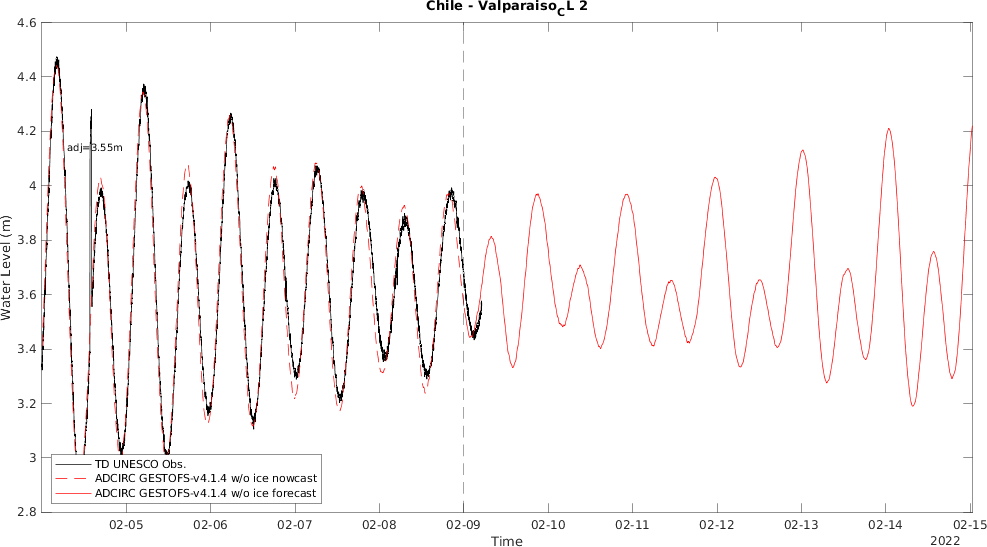 Chile - Valparaiso_CL 2
4.6
4.4
4.2
4
3.8
3.6
3.4
3.2
3
2.8
Water Level (m)
adj=3.55m
TD UNESCO Obs.
ADCIRC GESTOFS-v4.1.4 w/o ice nowcast
ADCIRC GESTOFS-v4.1.4 w/o ice forecast
02-05 02-06 02-07 02-08 02-09 02-10 02-11 02-12 02-13 02-14 02-15
Time
2022